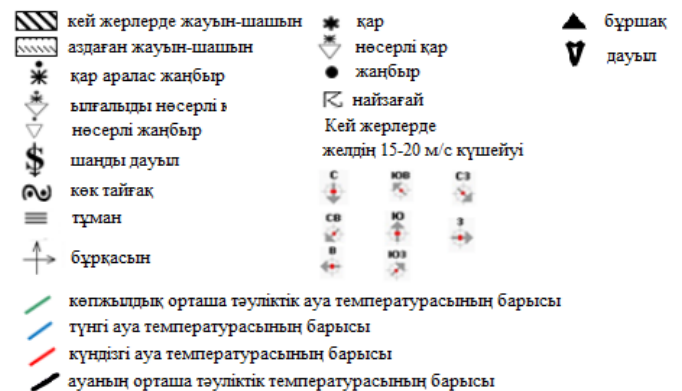 кей жерлерде жауын-шашын
аздаған жауын-шашын
қар аралас жаңбыр
ылғалыды нөсерлі к
нөсерлі жаңбыр
шаңды дауыл
көк тайғақ
тұман
бұрқасын
қар
нөсерлі қар
жаңбыр
найзағай
Кей жерлерде
желдің 15-20 м/с күшейуі
С ЮВ СЗ
СВ Ю З
В ЮЗ
бұршақ
дауыл
көпжылдық орташа тәуліктік ауа температурасының барысы
түнгі ауа температурасының барысы
күндізгі ауа температурасының барысы
ауаның орташа тәуліктік температурасының барысы